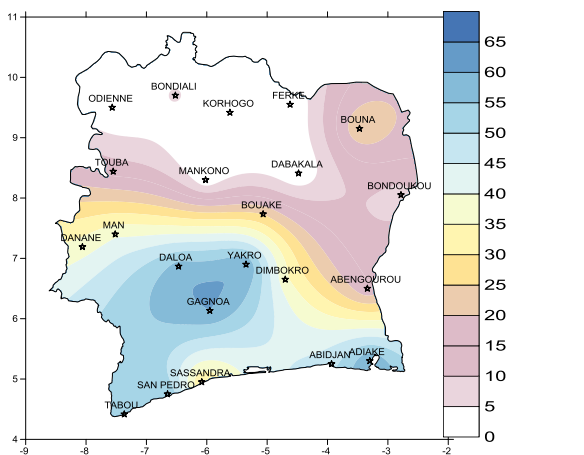 11
65
10
60
BONDIALI
FERKE
55
ODIENNE
KORHOGO
50
BOUNA
9
45
TOUBA
MANKONO
DABAKALA
40
BONDOUKOU
8
BOUAKE
35
MAN
DANANE
30
7
DALOA
YAKRO
DIMBOKRO
25
ABENGOUROU
GAGNOA
20
6
15
ABIDJAN
ADIAKE
10
SASSANDRA
5
SAN PEDRO
5
TABOU
4
0
-9
-8
-7
-6
-5
-4
-3
-2